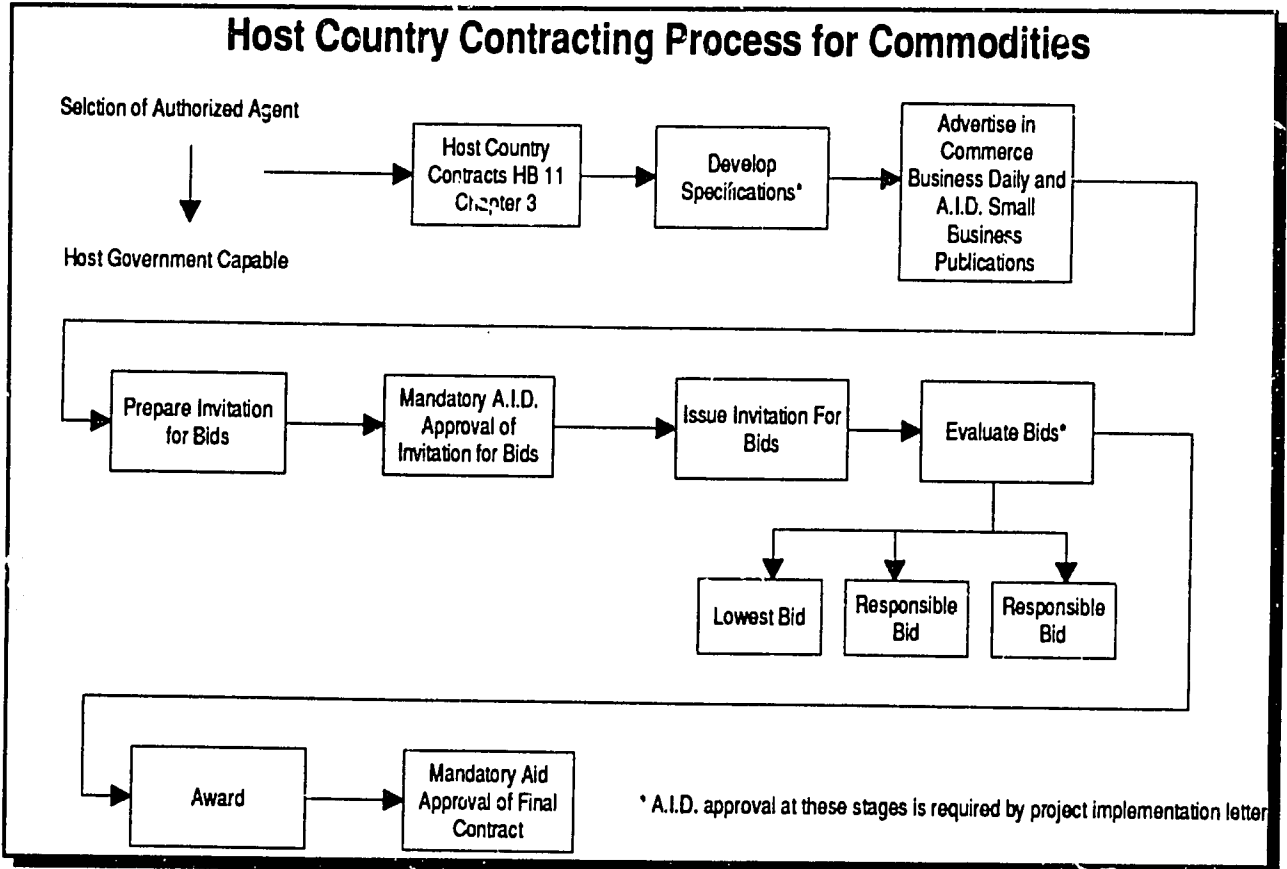 Host Country Contracting Process for Commodities
Selction of Authorized Agent
Host Government Capable
Host Country
Contracts HB 11
Chapter 3
Develop
Specifications*
Advertise in
Commerce
Business Daily and
A.I.D. Small
Business
Publications
Prepare Invitation
for Bids
Mandatory A.I.D.
Approval of
Invitation for Bids
Issue Invitation For
Bids
Evaluate Bids*
Lowest Bid
Responsible
Bid
Responsible
Bid
Award
Mandatory Aid
Approval of Final
Contract
* A.I.D. approval at these stages is required by project implementation letter